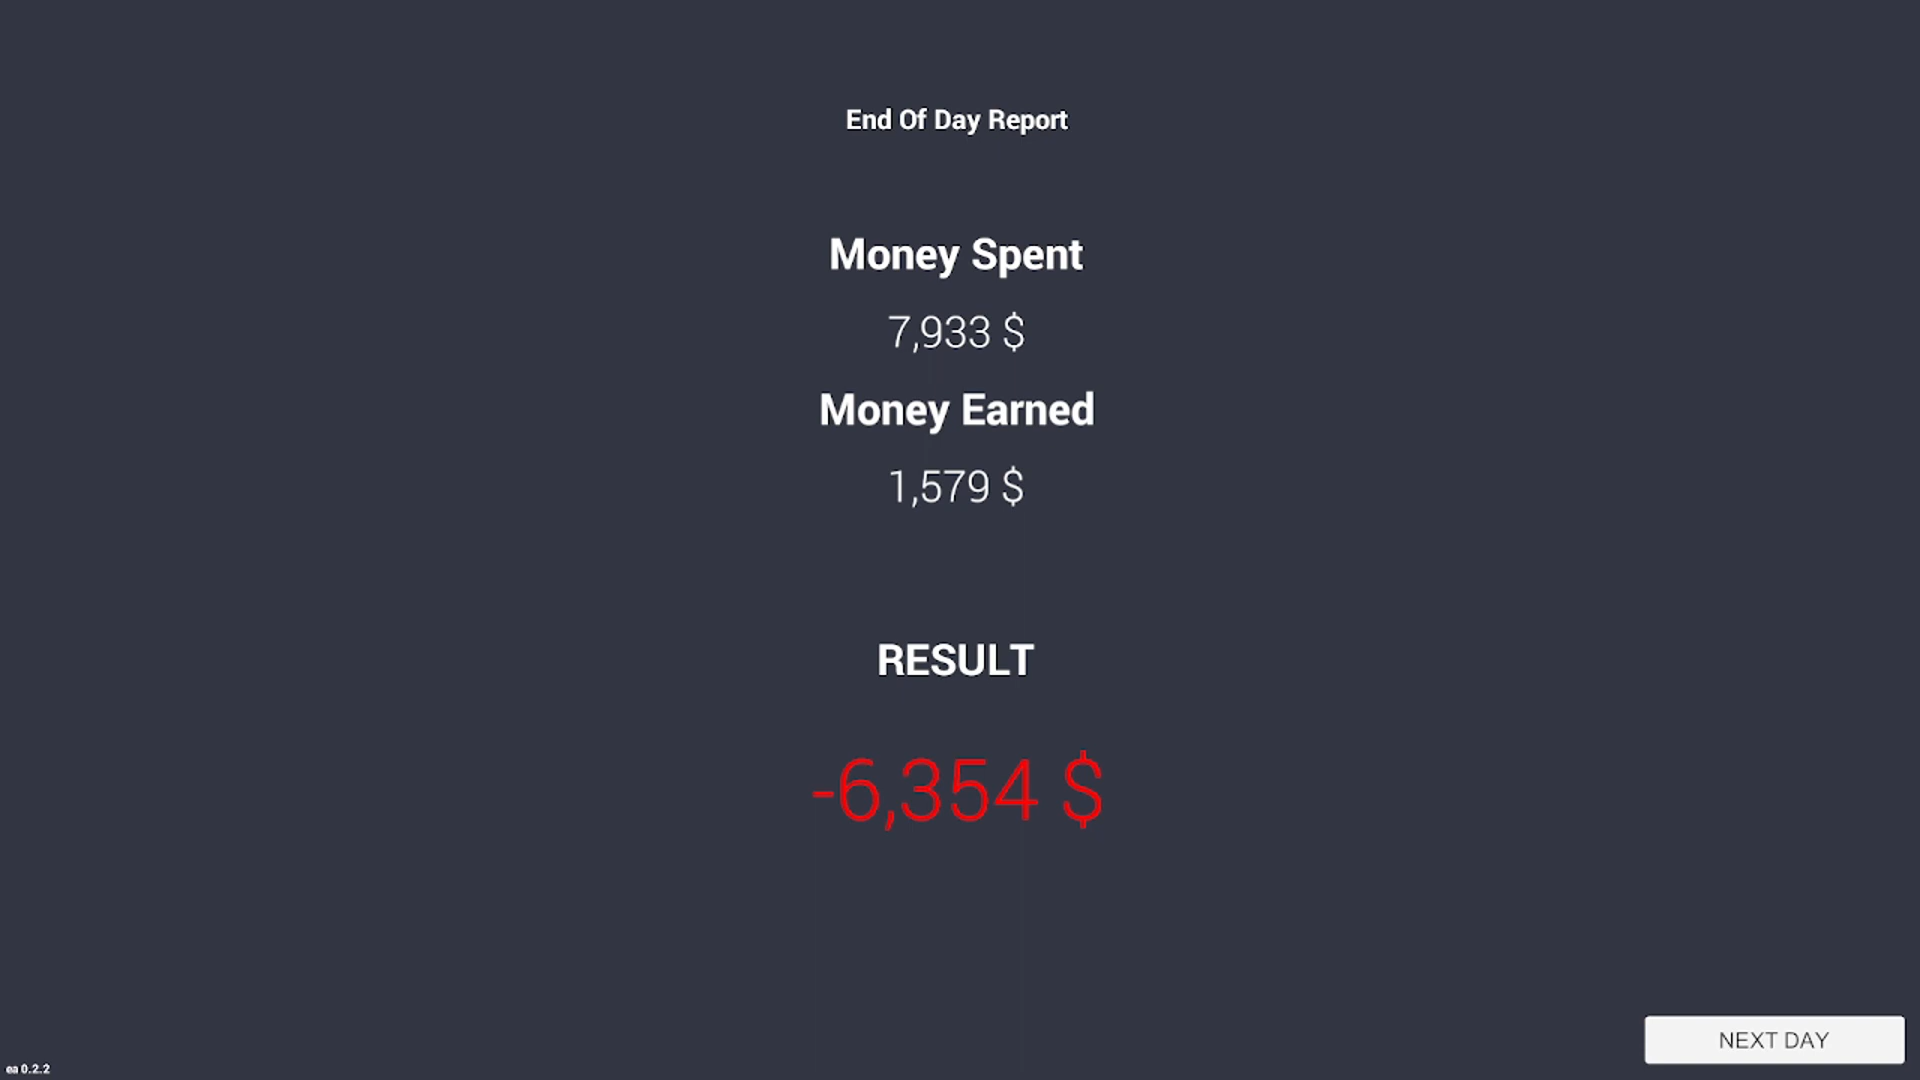 End Of Day Report
Money Spent
7,933 $
Money Earned
1,579 $
RESULT
-6,354 $
NEXT DAY
ea 0.2.2